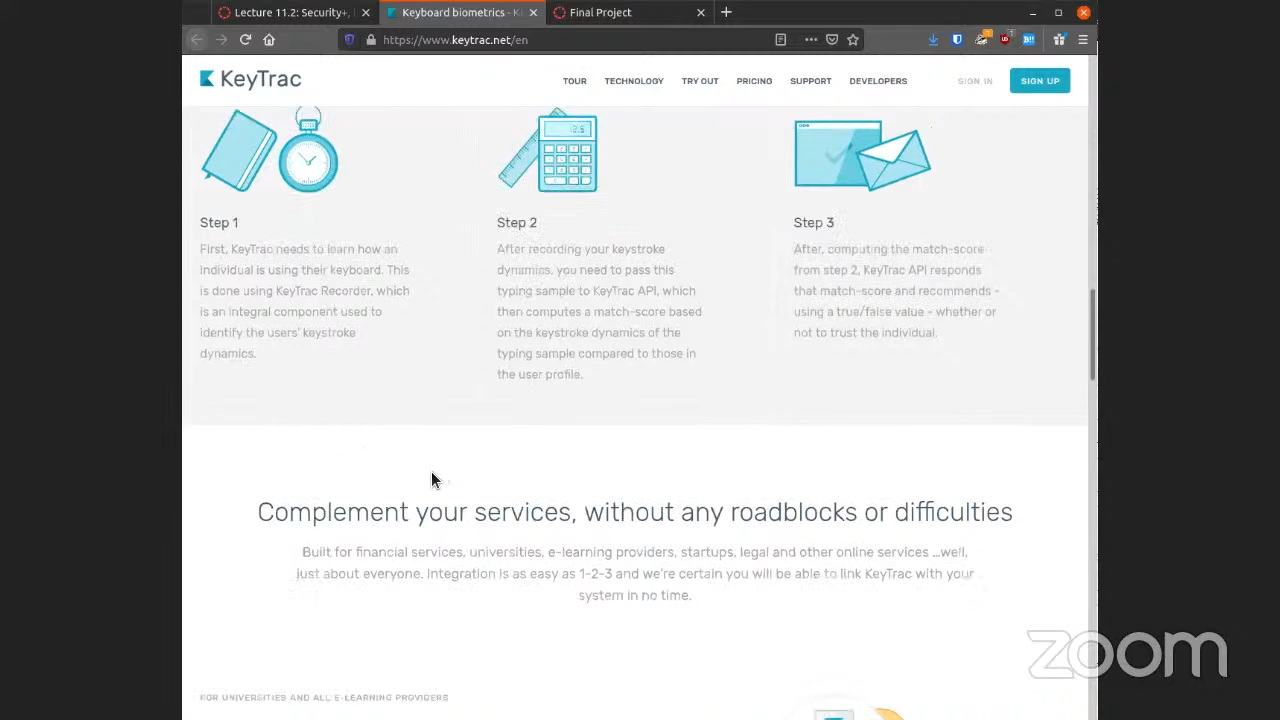 Lecture 11.2: Security+,
Keyboard biometrics - K
Final Project
https://www.keytrac.net/en
KeyTrac
TOUR TECHNOLOGY TRY OUT PRICING SUPPORT DEVELOPERS SIGN IN SIGN UP
Step 1
First, KeyTrac needs to learn how an
individual is using their keyboard. This
is done using KeyTrac Recorder, which
is an integral component used to
identify the users' keystroke
dynamics.
Step 2
After recording your keystroke
dynamics, you need to pass this
typing sample to KeyTrac API, which
then computes a match-score based
on the keystroke dynamics of the
typing sample compared to those in
the user profile.
Step 3
After, computing the match-score
from step 2, KeyTrac API responds
that match-score and recommends -
using a true/false value - whether or
not to trust the individual.
Complement your services, without any roadblocks or difficulties
Built for financial services, universities, e-learning providers, startups, legal and other online services ...well,
just about everyone. Integration is as easy as 1-2-3 and we're certain you will be able to link KeyTrac with your
system in no time.
FOR UNIVERSITIES AND ALL E-LEARNING PROVIDERS
zoom